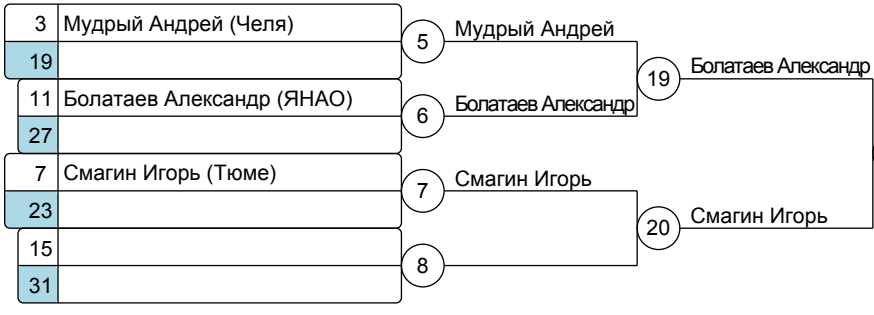 3 Мудрый Андрей (Челя)
19
5 Мудрый Андрей
11 Болатаев Александр (ЯНАО)
27
6 Болатаев Александр
19 Болатаев Александр
7 Смагин Игорь (Тюме)
23
7 Смагин Игорь
15
31
8
20 Смагин Игорь